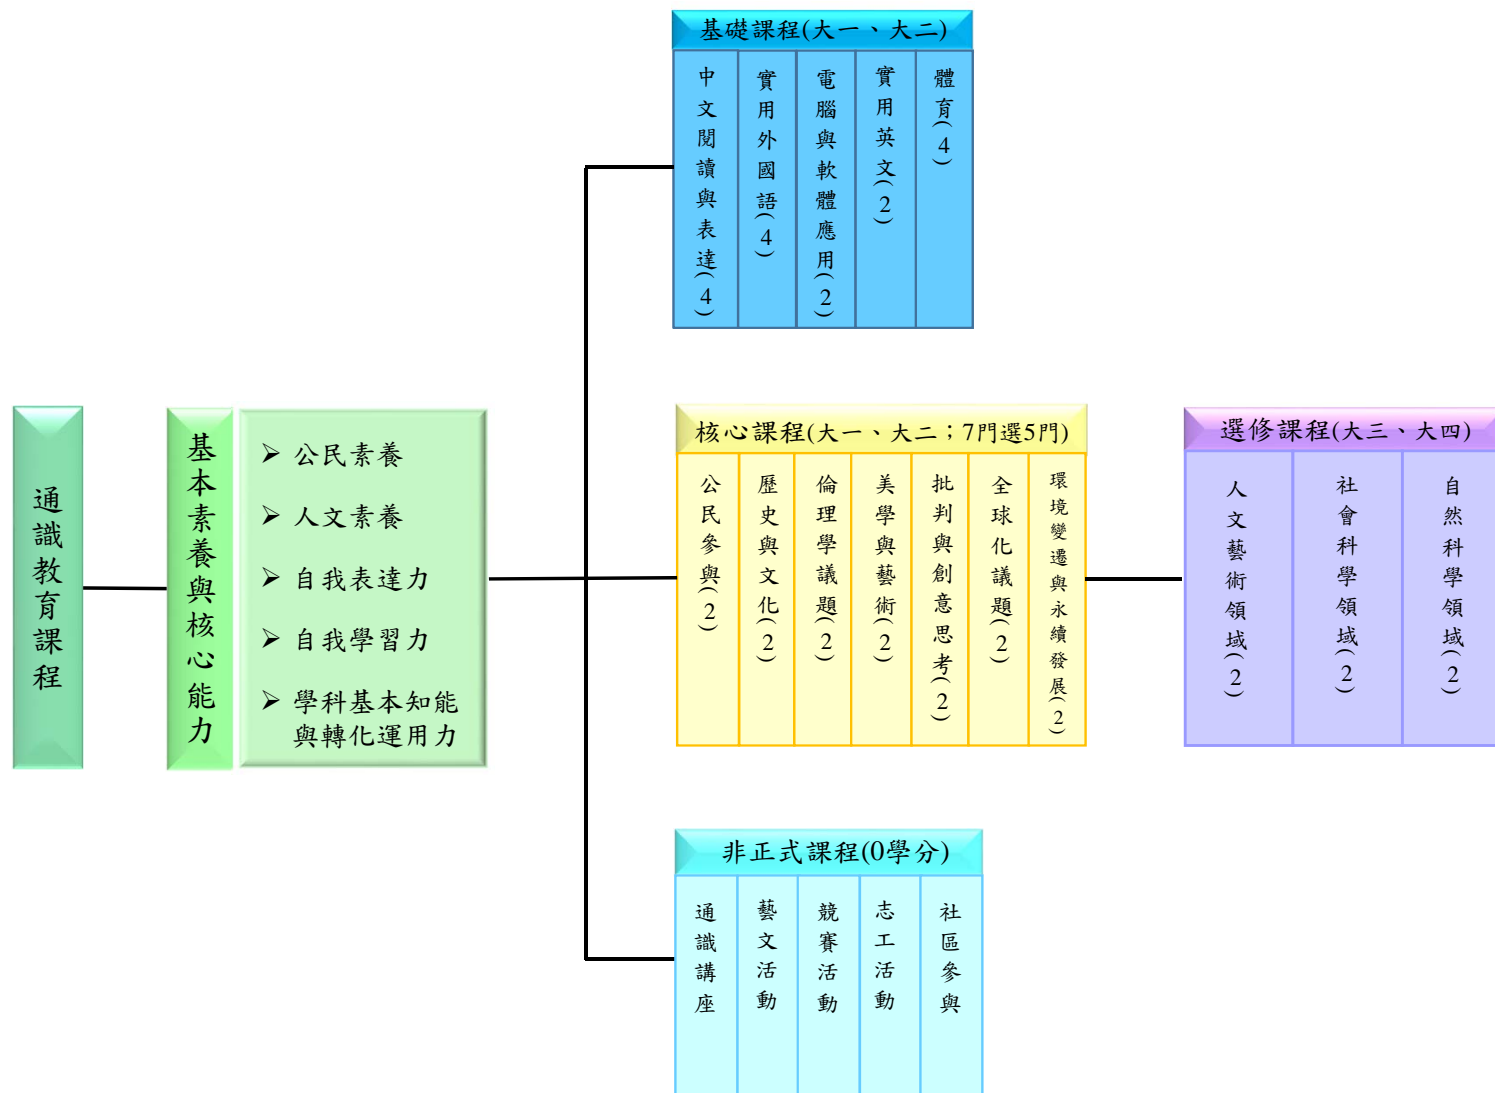 通識教育課程
基本素養與核心能力
➢ 公民素養
➢ 人文素養
➢ 自我表達力
➢ 自我學習力
➢ 學科基本知能
與轉化運用力
基礎課程(大一、大二)
中文閱讀與表達(4)
實用外國語(4)
電腦與軟體應用(2)
實用英文(2)
體育(4)
核心課程(大一、大二；7門選5門)
公民參與(2)
歷史與文化(2)
倫理學議題(2)
美學與藝術(2)
批判與創意思考(2)
全球化議題(2)
環境變遷與永續發展(2)
選修課程(大三、大四)
人文藝術領域(2)
社會科學領域(2)
自然科學領域(2)
非正式課程(0學分)
通識講座
藝文活動
競賽活動
志工活動
社區參與